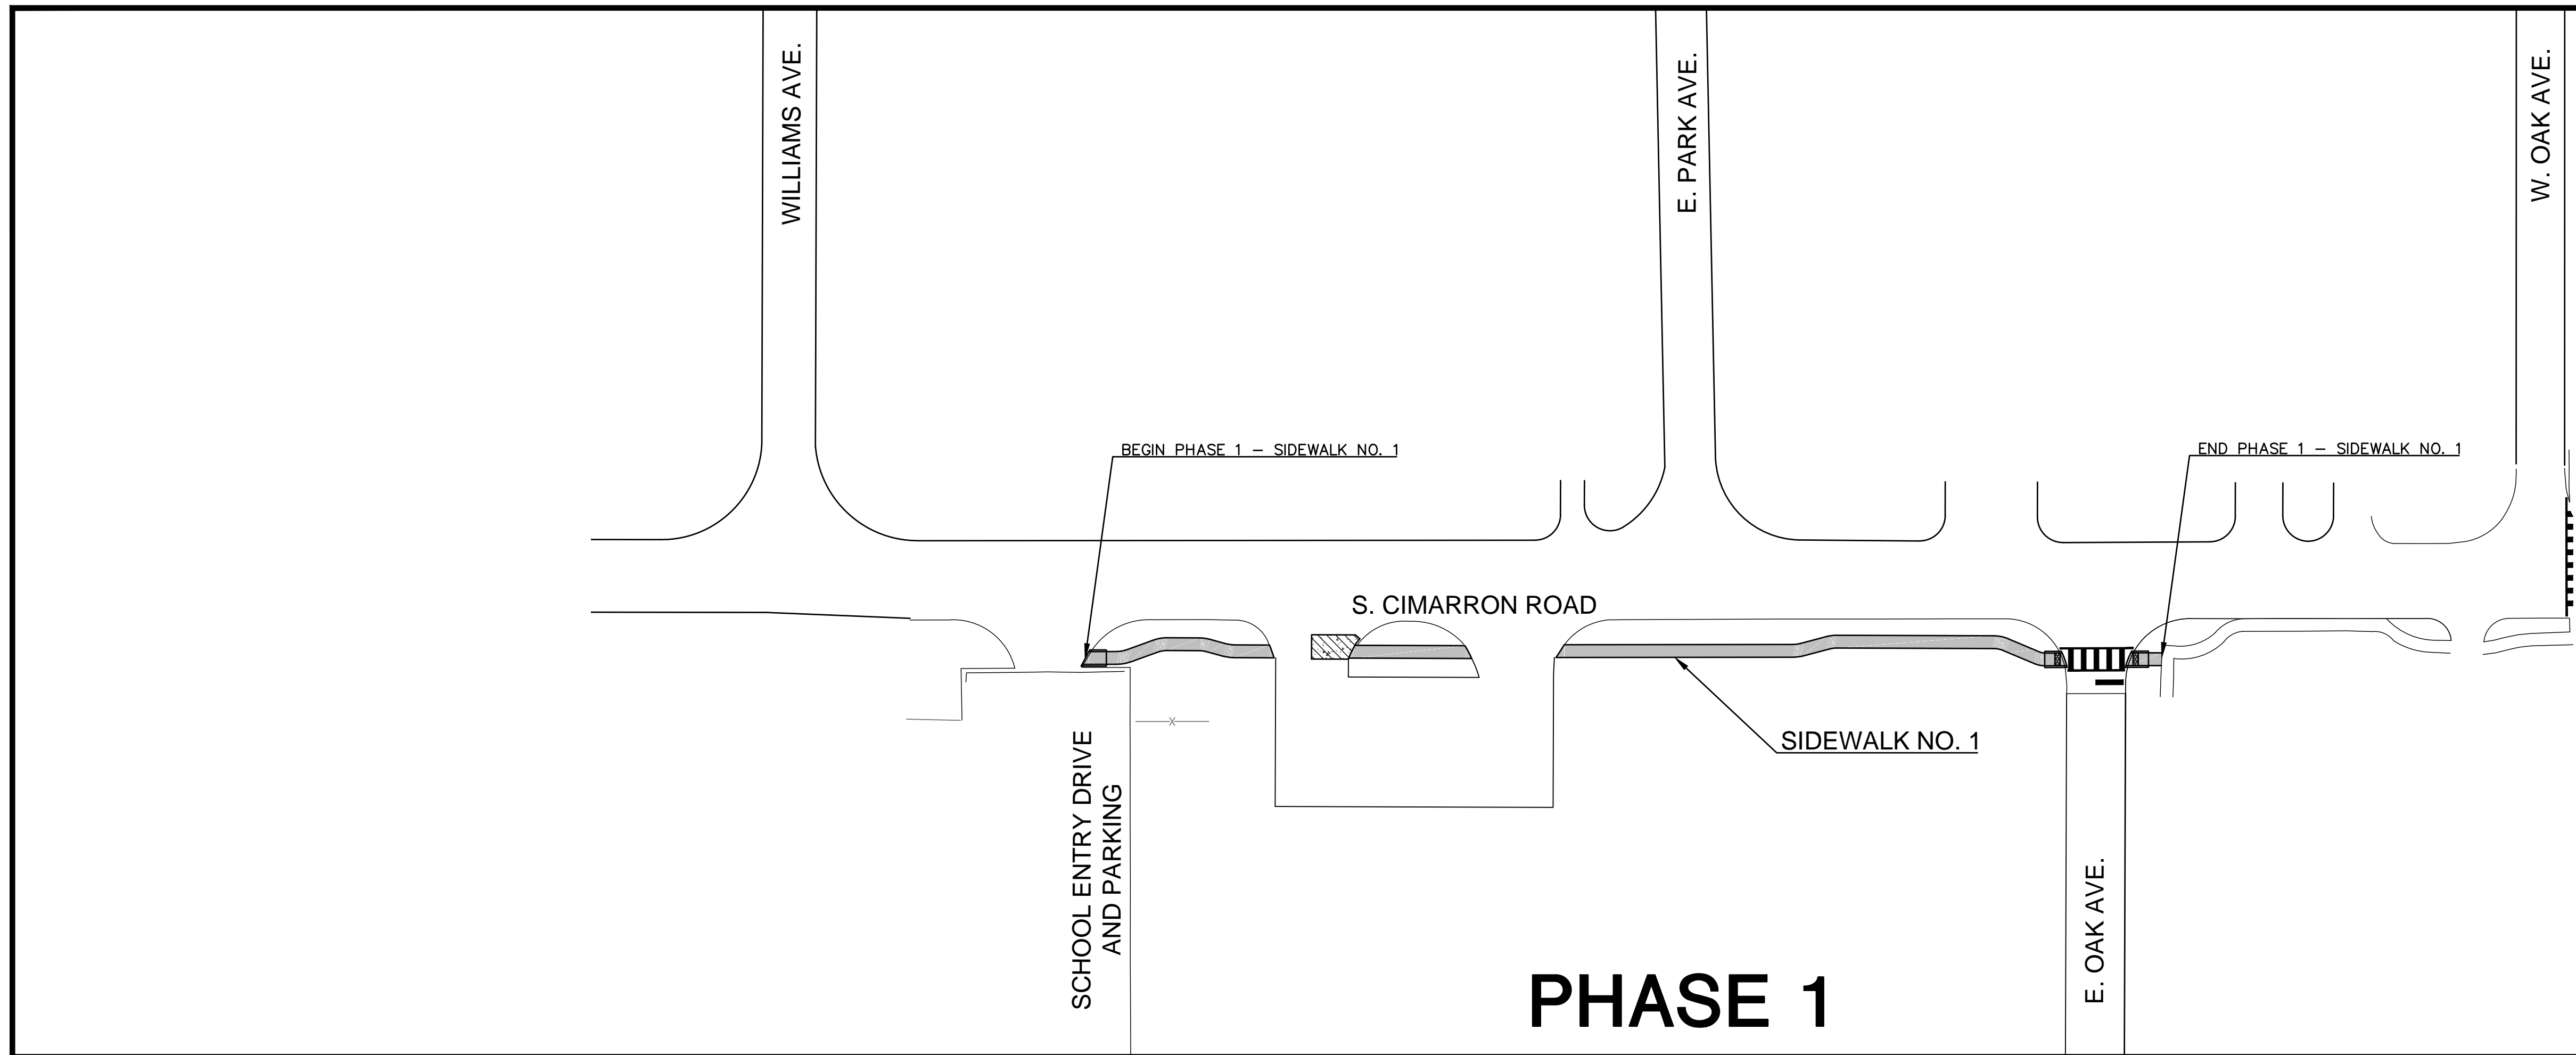 WILLIAMS AVE.
E. PARK AVE.
W. OAK AVE.
BEGIN PHASE 1 – SIDEWALK NO. 1
END PHASE 1 – SIDEWALK NO. 1
S. CIMARRON ROAD
SIDEWALK NO. 1
SCHOOL ENTRY DRIVE
AND PARKING
E. OAK AVE.
PHASE 1